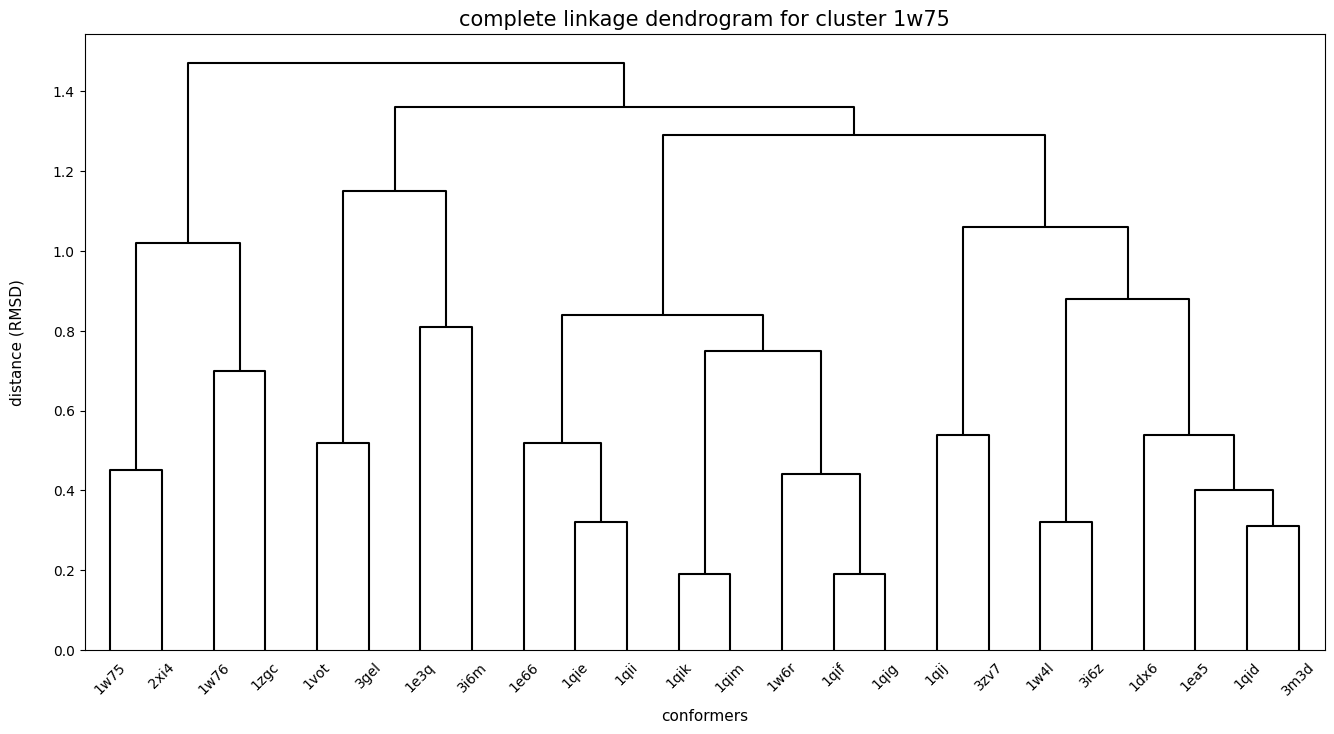 complete linkage dendrogram for cluster 1w75
distance (RMSD)
1.4
1.2
1.0
0.8
0.6
0.4
0.2
0.0
1w75 2xi4 1w76 1zgc 1vot 3gel 1e3q 3i6m 1e66 1qie 1qii 1qik 1qim 1w6r 1qif 1qig 1qij 3zv7 1w4l 3i6z 1dx6 1ea5 1qid 3m3d
conformers